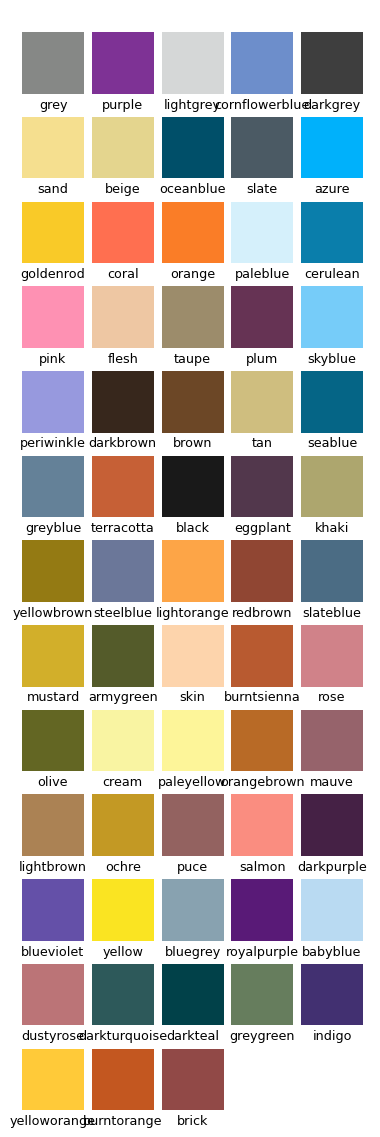 grey purple lightgrey cornflowerblue darkgrey
sand beige oceanblue slate azure
goldenrod coral orange paleblue cerulean
pink flesh taupe plum skyblue
periwinkle darkbrown brown tan seablue
greyblue terracotta black eggplant khaki
yellowbrown steelblue lightorange redbrown slateblue
mustard armygreen skin burntsienna rose
olive cream paleyellow orangebrown mauve
lightbrown ochre puce salmon darkpurple
blueviolet yellow bluegrey royalpurple babyblue
dustyrose darkturquoise darkteal greygreen indigo
yelloworange burntorange brick